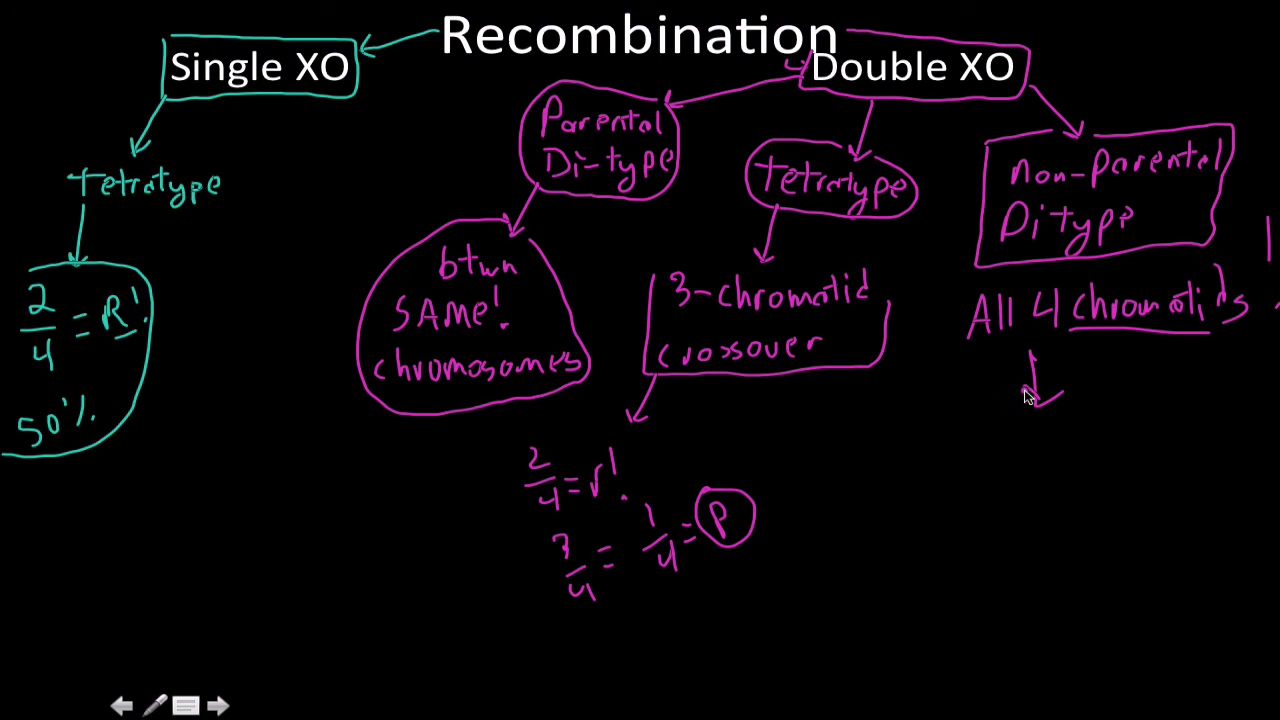 Recombination
Single XO
Tetratype
2/4 = R!
50%
Double XO
Parental
Di-type
btwn
SAME!
chromosomes
Tetratype
3-chromatid
crossover
2/4 = r!
3/4 = 1/4 = P
non-parental
Ditype
All 4 chromatids